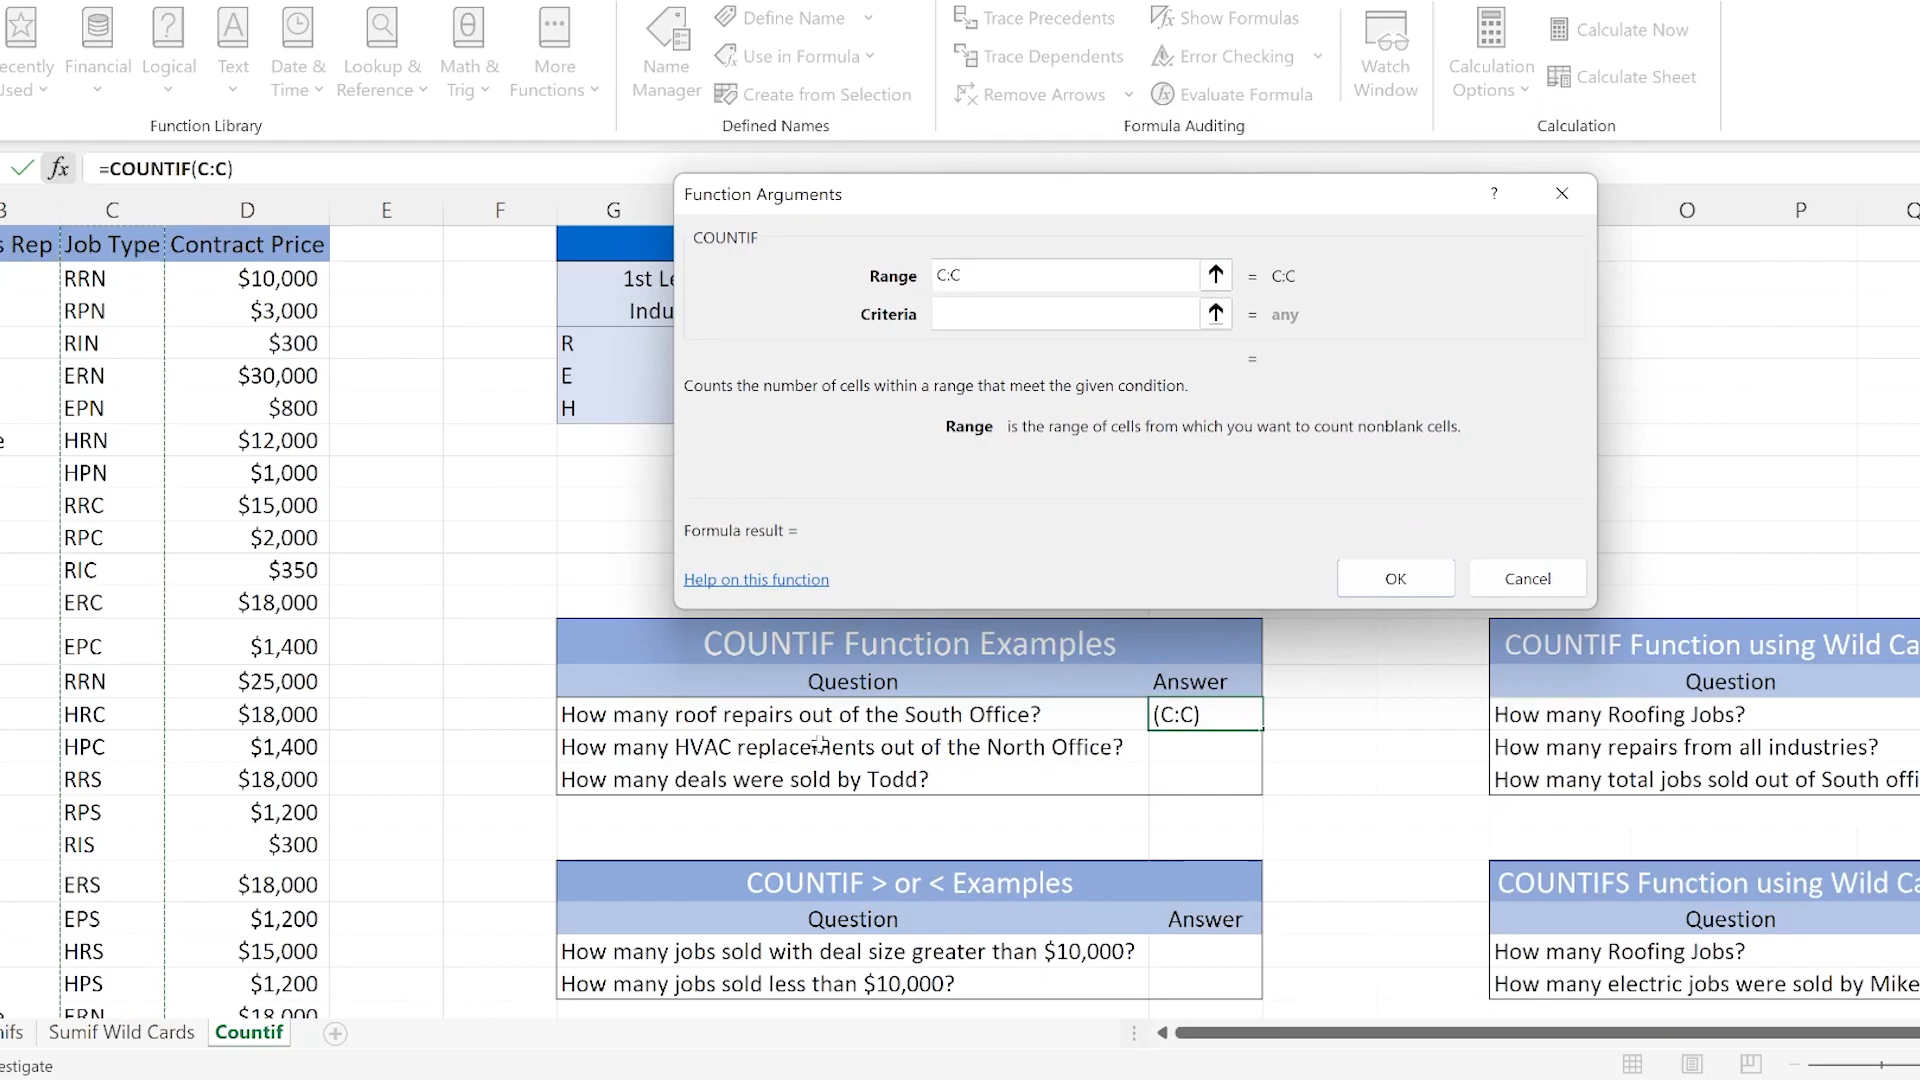 Define Name
Trace Precedents
Show Formulas
Calculate Now
ecently
Used
Financial
Logical
Text
Date &
Time
Lookup &
Reference
Math &
Trig
More
Functions
Name
Manager
Use in Formula
Trace Dependents
Error Checking
Watch
Window
Calculation
Options
Calculate Sheet
Create from Selection
Remove Arrows
Evaluate Formula
Function Library
Defined Names
Formula Auditing
Calculation
fx =COUNTIF(C:C)
B C D E F G O P Q
s Rep Job Type Contract Price
RRN $10,000
RPN $3,000
RIN $300
ERN $30,000
EPN $800
e HRN $12,000
HPN $1,000
RRC $15,000
RPC $2,000
RIC $350
ERC $18,000
EPC $1,400
RRN $25,000
HRC $18,000
HPC $1,400
RRS $18,000
RPS $1,200
RIS $300
ERS $18,000
EPS $1,200
HRS $15,000
HPS $1,200
e ERN $18,000
1st Le
Indu
R
E
H
Function Arguments ?
COUNTIF
Range C:C = C:C
Criteria = any
=
Counts the number of cells within a range that meet the given condition.
Range is the range of cells from which you want to count nonblank cells.
Formula result =
Help on this function OK Cancel
COUNTIF Function Examples
Question Answer
How many roof repairs out of the South Office? (C:C)
How many HVAC replacements out of the North Office?
How many deals were sold by Todd?
COUNTIF > or < Examples
Question Answer
How many jobs sold with deal size greater than $10,000?
How many jobs sold less than $10,000?
COUNTIF Function using Wild Ca
Question
How many Roofing Jobs?
How many repairs from all industries?
How many total jobs sold out of South offi
COUNTIFS Function using Wild Ca
Question
How many Roofing Jobs?
How many electric jobs were sold by Mike
nifs Sumif Wild Cards Countif
estigate